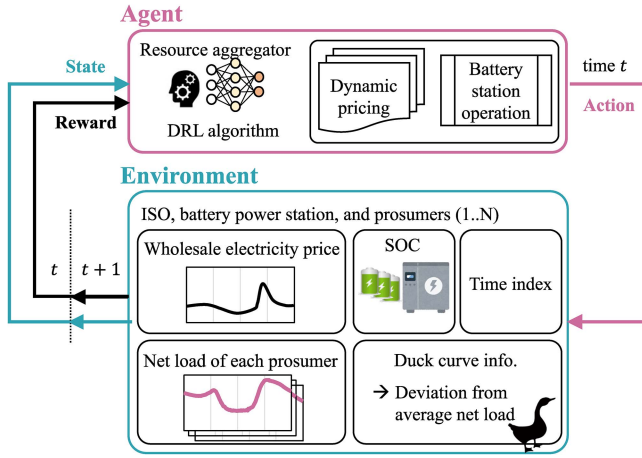 Agent
State
Reward
Resource aggregator
DRL algorithm
Dynamic
pricing
Battery
station
operation
time t
Action
Environment
ISO, battery power station, and prosumers (1..N)
Wholesale electricity price
SOC
Time index
t
t + 1
Net load of each prosumer
Duck curve info.
→ Deviation from
average net load